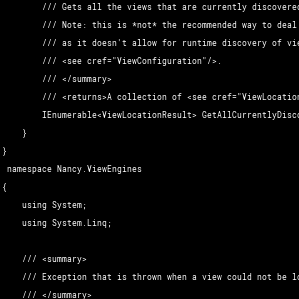 /// Gets all the views that are currently discovered
/// Note: this is *not* the recommended way to deal
/// as it doesn't allow for runtime discovery of
/// <see cref="ViewConfiguration"/>.
/// </summary>
/// <returns>A collection of <see cref="ViewLocation
IEnumerable<ViewLocationResult> GetAllCurrentlyDisco
}
}
namespace Nancy.ViewEngines
{
using System;
using System.Linq;
/// <summary>
/// Exception that is thrown when a view could not be
/// </summary>